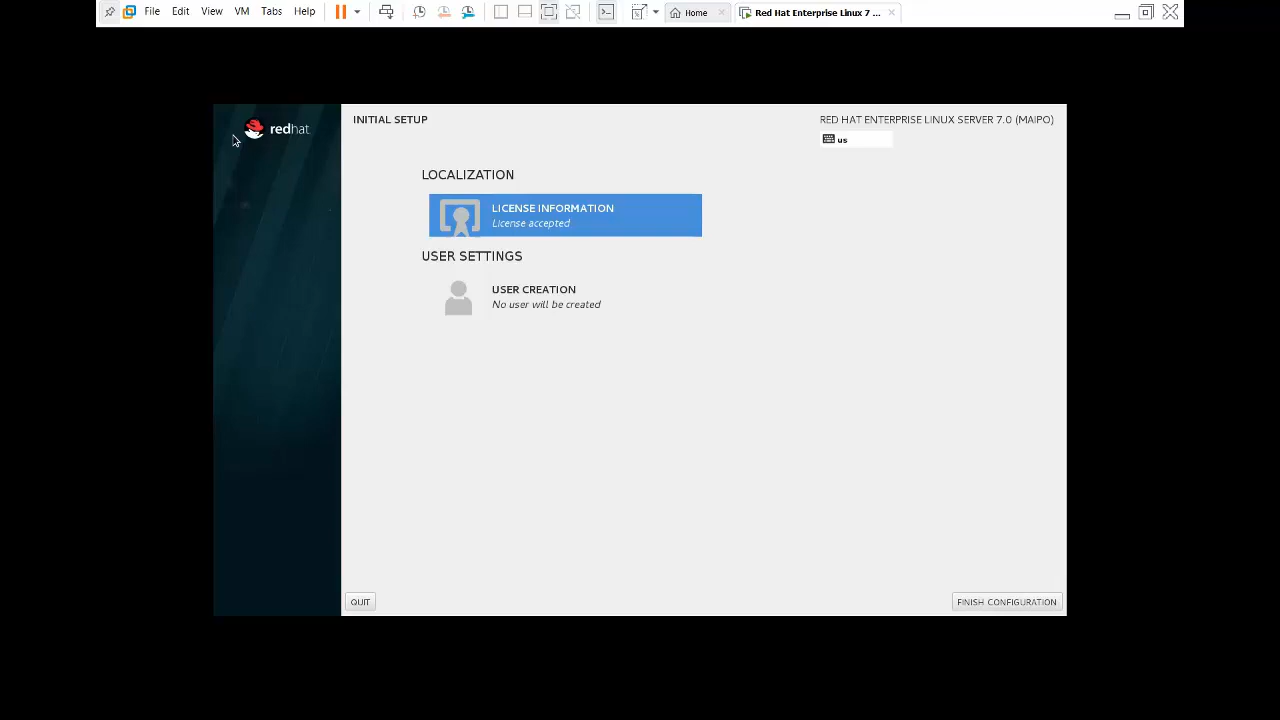 File Edit View VM Tabs Help
Home
Red Hat Enterprise Linux 7 ...
redhat.
INITIAL SETUP
RED HAT ENTERPRISE LINUX SERVER 7.0 (MAIPO)
us
LOCALIZATION
LICENSE INFORMATION
License accepted
USER SETTINGS
USER CREATION
No user will be created
QUIT
FINISH CONFIGURATION